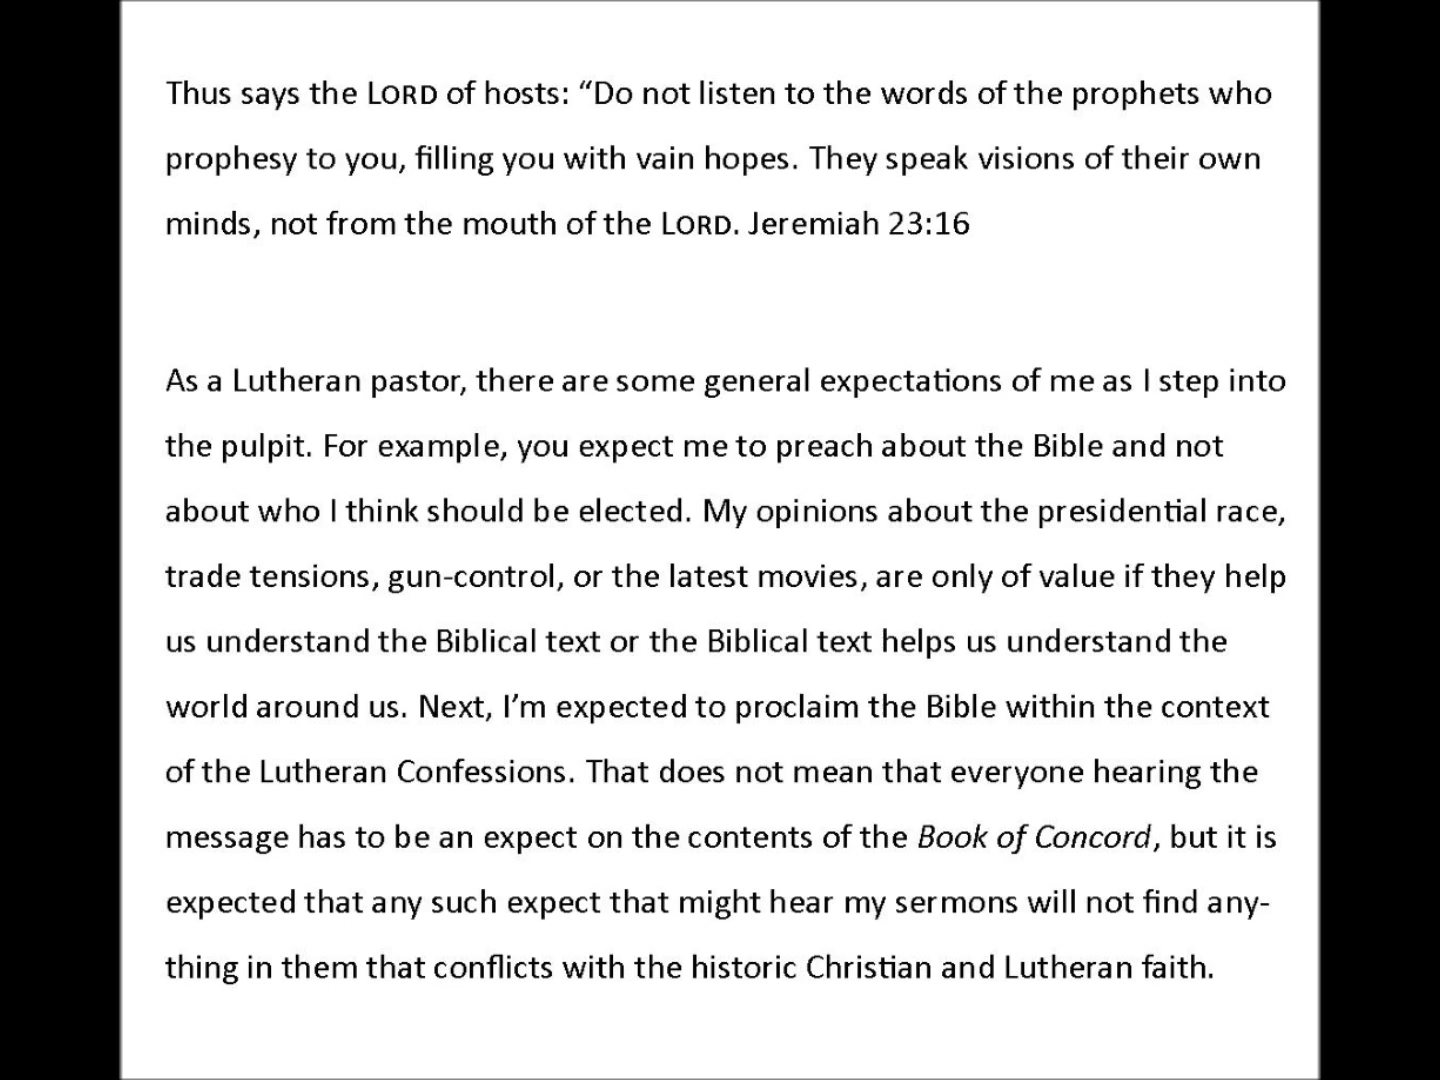 Thus says the LORD of hosts: “Do not listen to the words of the prophets who
prophesy to you, filling you with vain hopes. They speak visions of their own
minds, not from the mouth of the LORD. Jeremiah 23:16
As a Lutheran pastor, there are some general expectations of me as I step into
the pulpit. For example, you expect me to preach about the Bible and not
about who I think should be elected. My opinions about the presidential race,
trade tensions, gun-control, or the latest movies, are only of value if they help
us understand the Biblical text or the Biblical text helps us understand the
world around us. Next, I’m expected to proclaim the Bible within the context
of the Lutheran Confessions. That does not mean that everyone hearing the
message has to be an expect on the contents of the Book of Concord, but it is
expected that any such expect that might hear my sermons will not find any-
thing in them that conflicts with the historic Christian and Lutheran faith.